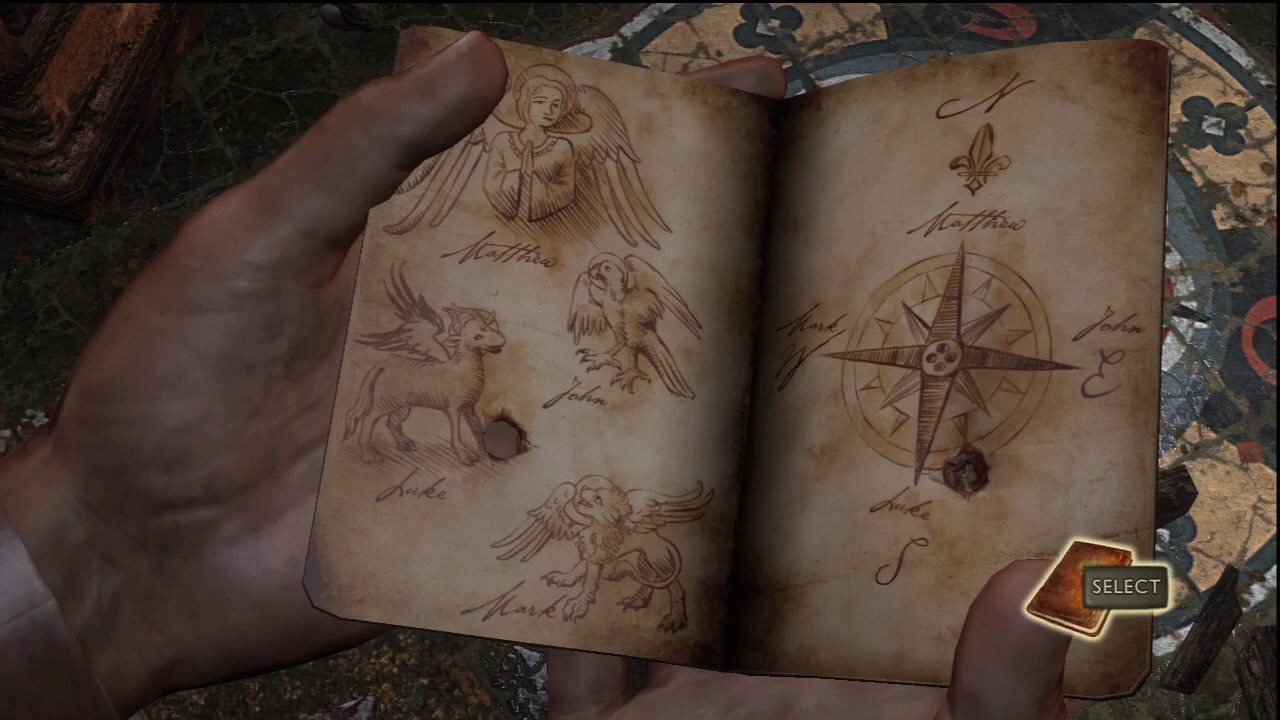 Matthew
John
Luke
Mark
N
Matthew
Mark
W
John
E
Luke
S
SELECT